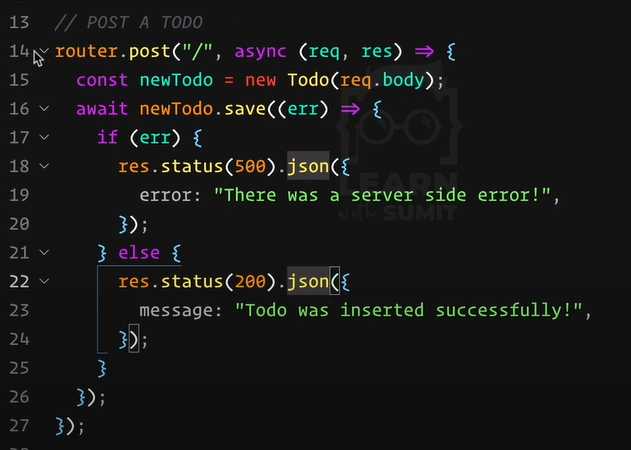 13 // POST A TODO
14 router.post("/", async (req, res) => {
15 const newTodo = new Todo(req.body);
16 await newTodo.save((err) => {
17 if (err) {
18 res.status(500).json({
19 error: "There was a server side error!",
20 });
21 } else {
22 res.status(200).json({
23 message: "Todo was inserted successfully!",
24 });
25 }
26 });
27 });
LEARN
with SUMIT